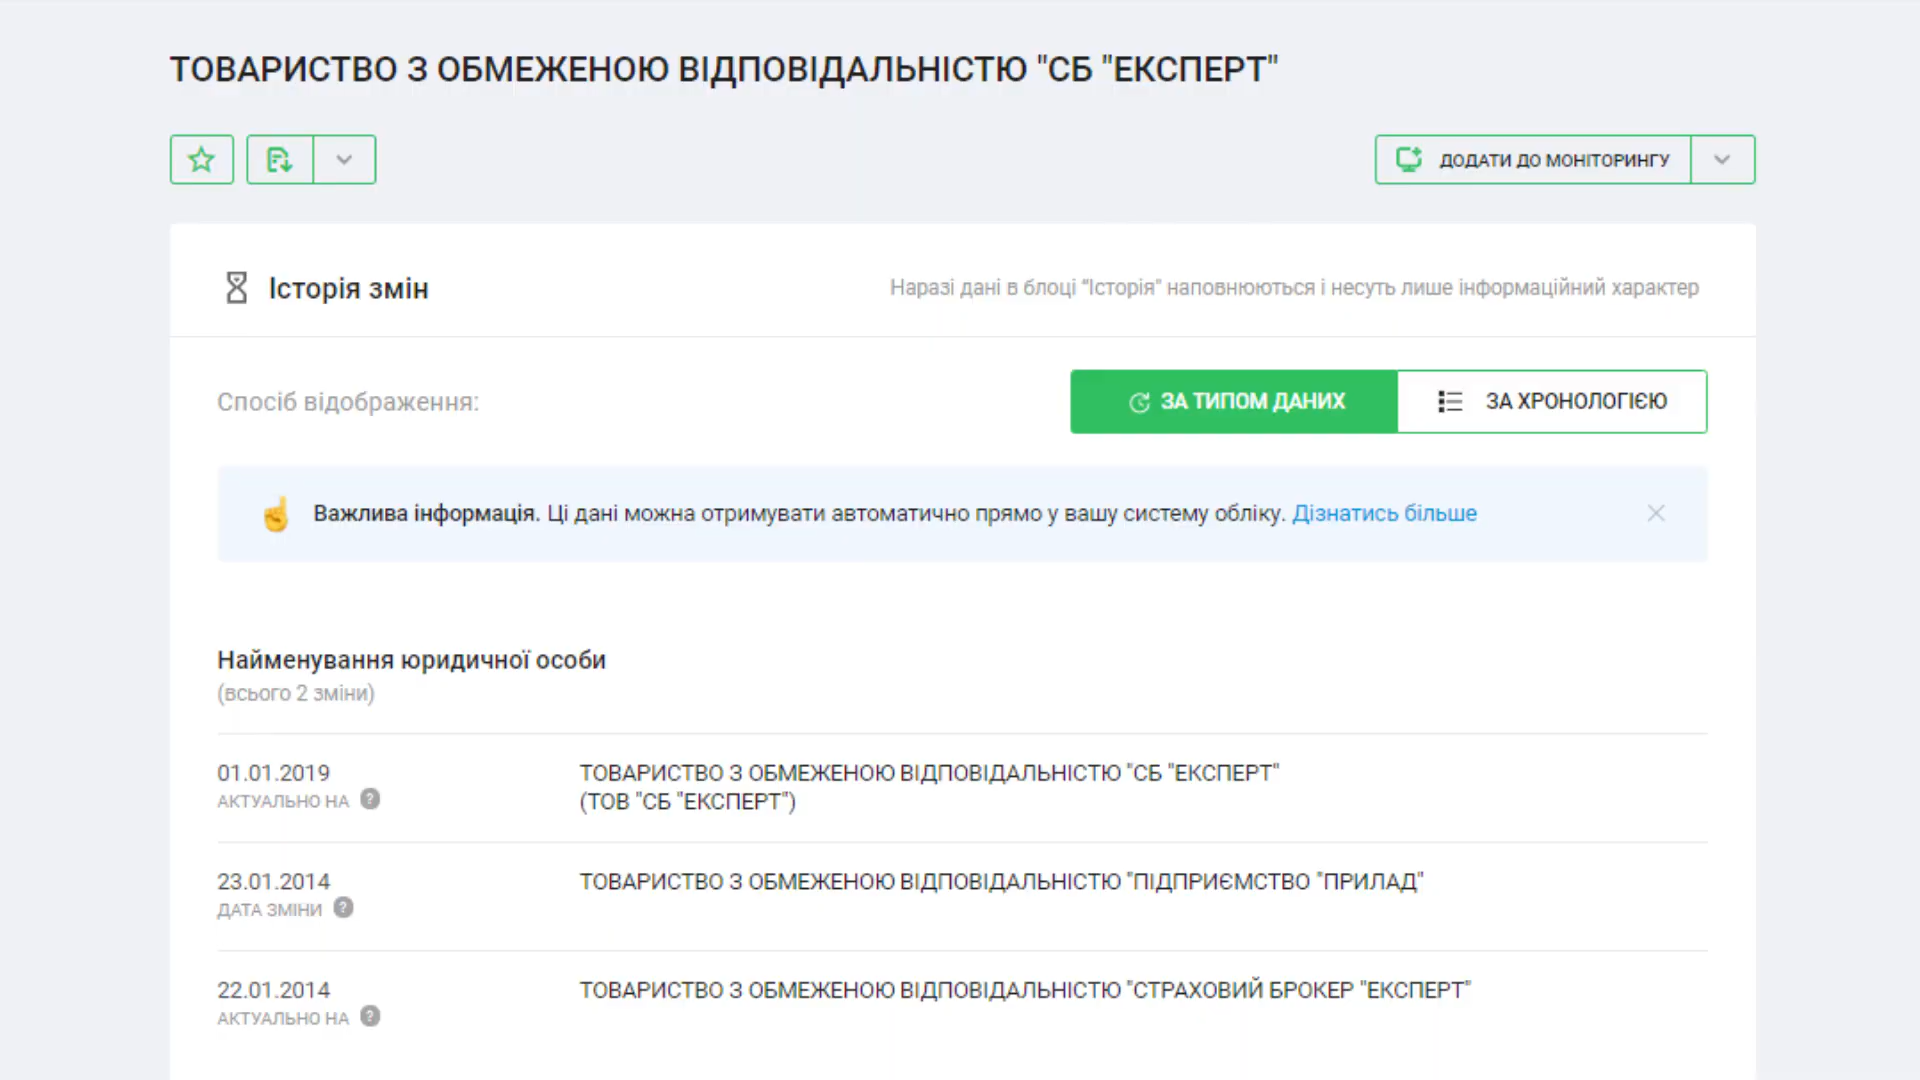 ТОВАРИСТВО З ОБМЕЖЕНОЮ ВІДПОВІДАЛЬНІСТЮ "СБ "ЕКСПЕРТ"
ДОДАТИ ДО МОНІТОРИНГУ
Історія змін
Наразі дані в блоці "Історія" наповнюються і несуть лише інформаційний характер
Спосіб відображення:
ЗА ТИПОМ ДАНИХ
ЗА ХРОНОЛОГІЄЮ
Важлива інформація. Ці дані можна отримувати автоматично прямо у вашу систему обліку. Дізнатись більше
Найменування юридичної особи
(всього 2 зміни)
01.01.2019
АКТУАЛЬНО НА ?
ТОВАРИСТВО З ОБМЕЖЕНОЮ ВІДПОВІДАЛЬНІСТЮ "СБ "ЕКСПЕРТ"
(ТОВ "СБ "ЕКСПЕРТ")
23.01.2014
ДАТА ЗМІНИ ?
ТОВАРИСТВО З ОБМЕЖЕНОЮ ВІДПОВІДАЛЬНІСТЮ "ПІДПРИЄМСТВО "ПРИЛАД"
22.01.2014
АКТУАЛЬНО НА ?
ТОВАРИСТВО З ОБМЕЖЕНОЮ ВІДПОВІДАЛЬНІСТЮ "СТРАХОВИЙ БРОКЕР "ЕКСПЕРТ"